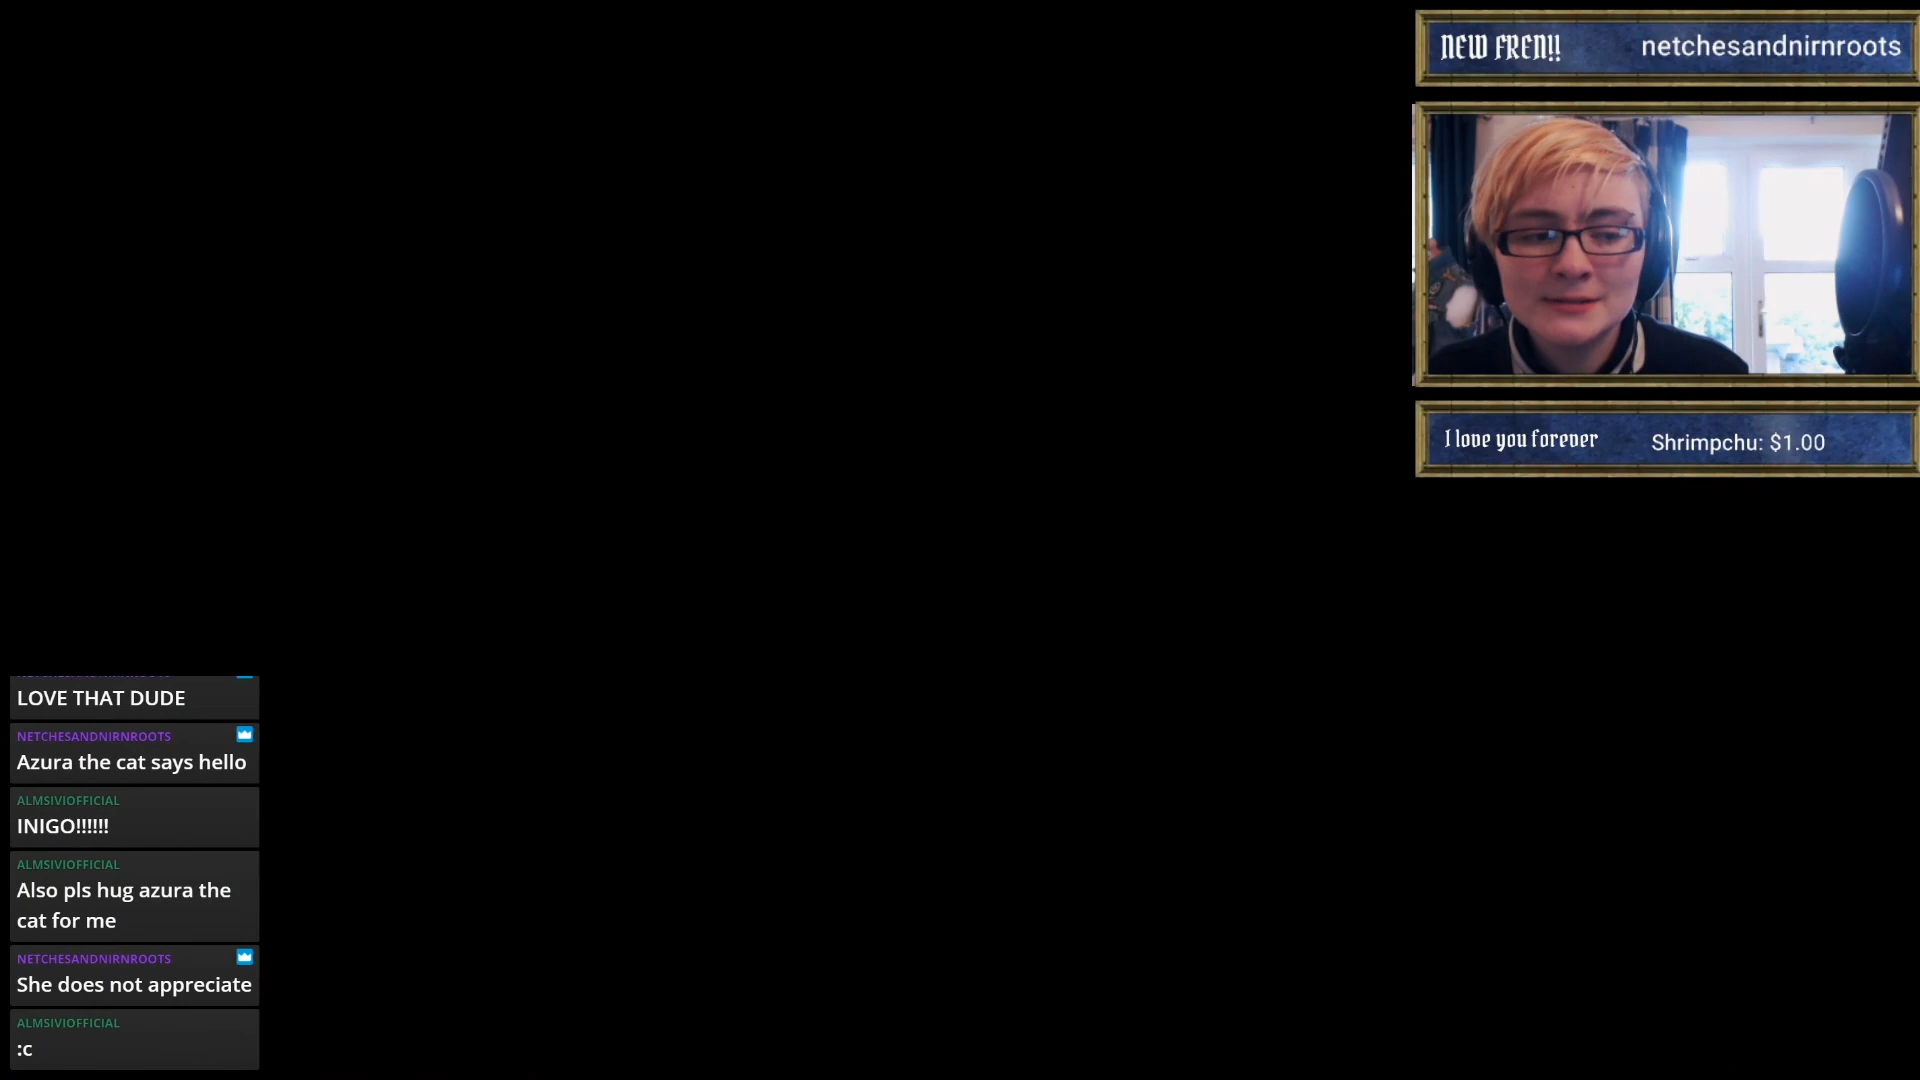 NEW FREN!! netchesandnirnroots
I love you forever Shrimpchu: $1.00
LOVE THAT DUDE
NETCHESANDNIRNROOTS
Azura the cat says hello
ALMSIVIOFFICIAL
INIGO!!!!!!
ALMSIVIOFFICIAL
Also pls hug azura the
cat for me
NETCHESANDNIRNROOTS
She does not appreciate
ALMSIVIOFFICIAL
:c